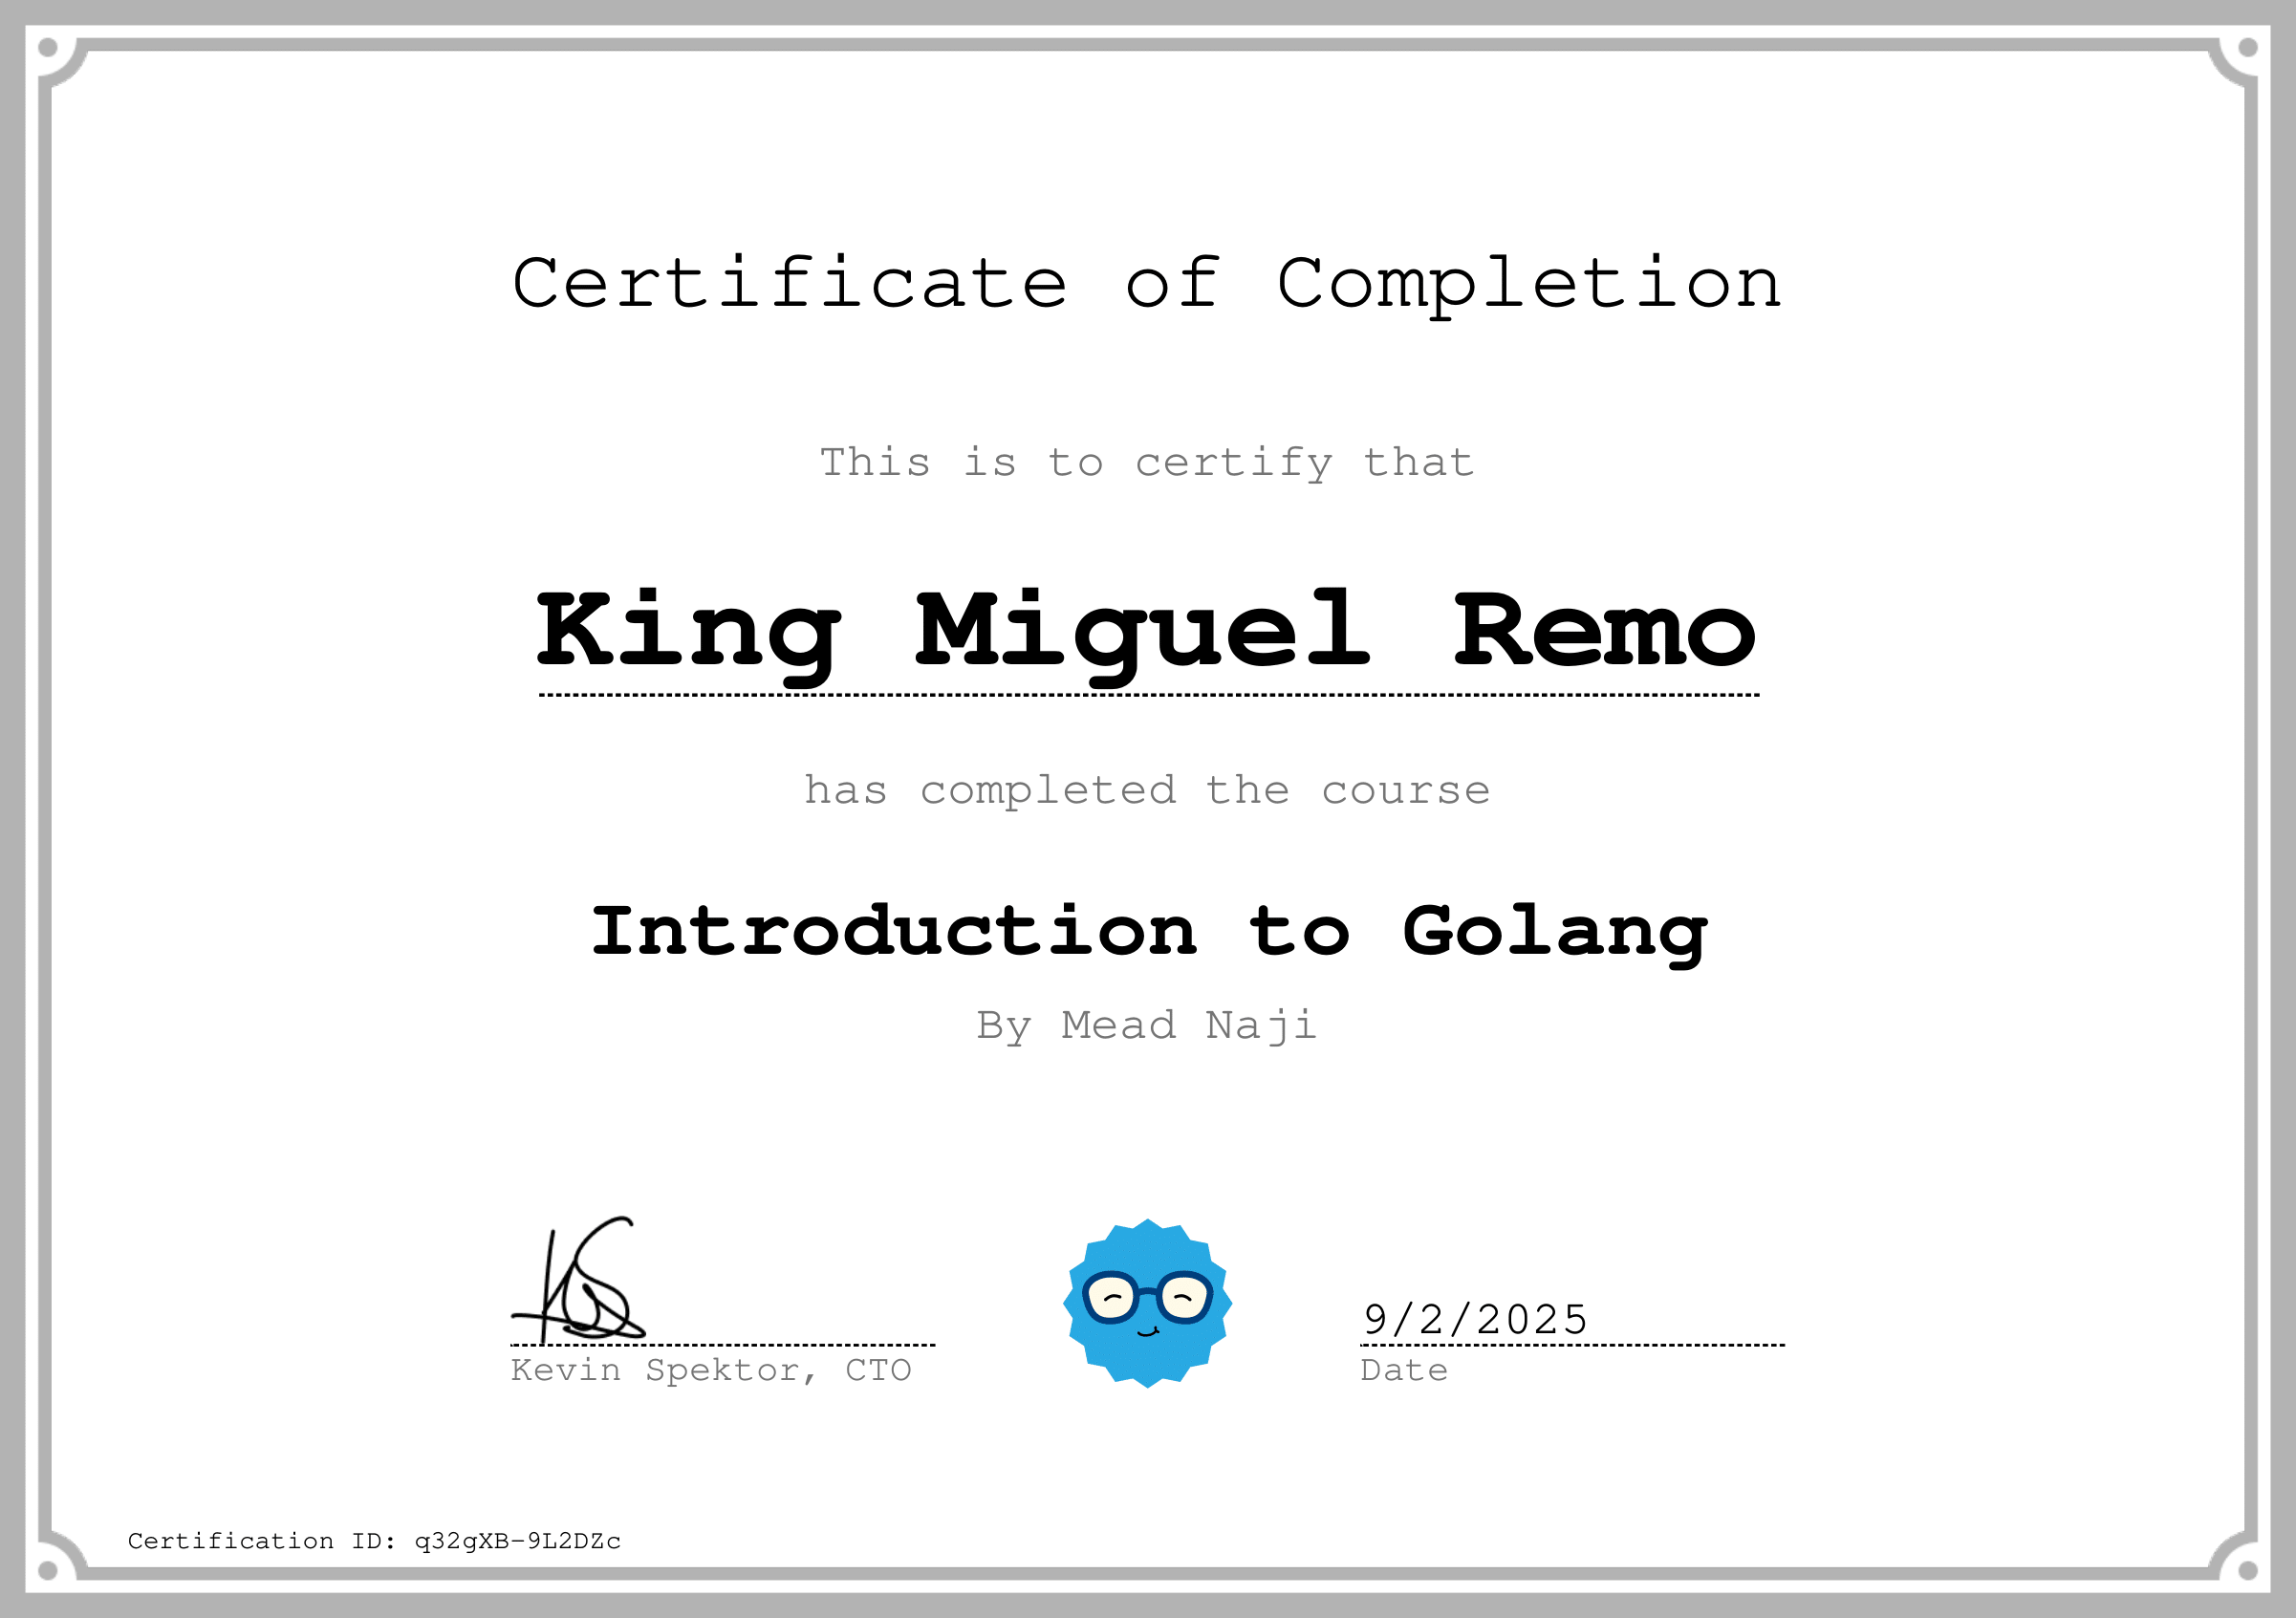 Certificate of Completion
This is to certify that
King Miguel Remo
has completed the course
Introduction to Golang
By Mead Naji
9/2/2025
Kevin Spektor, CTO
Date
Certification ID: q32gXB-9L2DZc